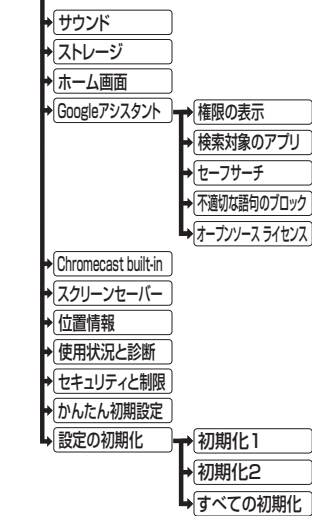 サウンド
ストレージ
ホーム画面
Googleアシスタント
権限の表示
検索対象のアプリ
セーフサーチ
不適切な語句のブロック
オープンソース ライセンス
Chromecast built-in
スクリーンセーバー
位置情報
使用状況と診断
セキュリティと制限
かんたん初期設定
設定の初期化
初期化1
初期化2
すべての初期化